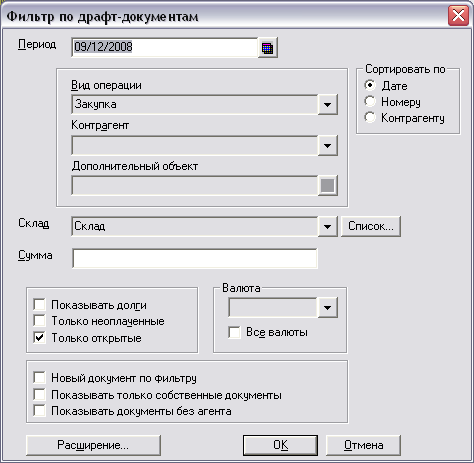 Фильтр по драфт-документам
Период 09/12/2008
Сортировать по
Дате
Номеру
Контрагенту
Вид операции
Закупка
Контрагент
Дополнительный объект
Склад Склад Список...
Сумма
Показывать долги
Только неоплаченные
Только открытые
Валюта
Все валюты
Новый документ по фильтру
Показывать только собственные документы
Показывать документы без агента
Расширение... OK Отмена